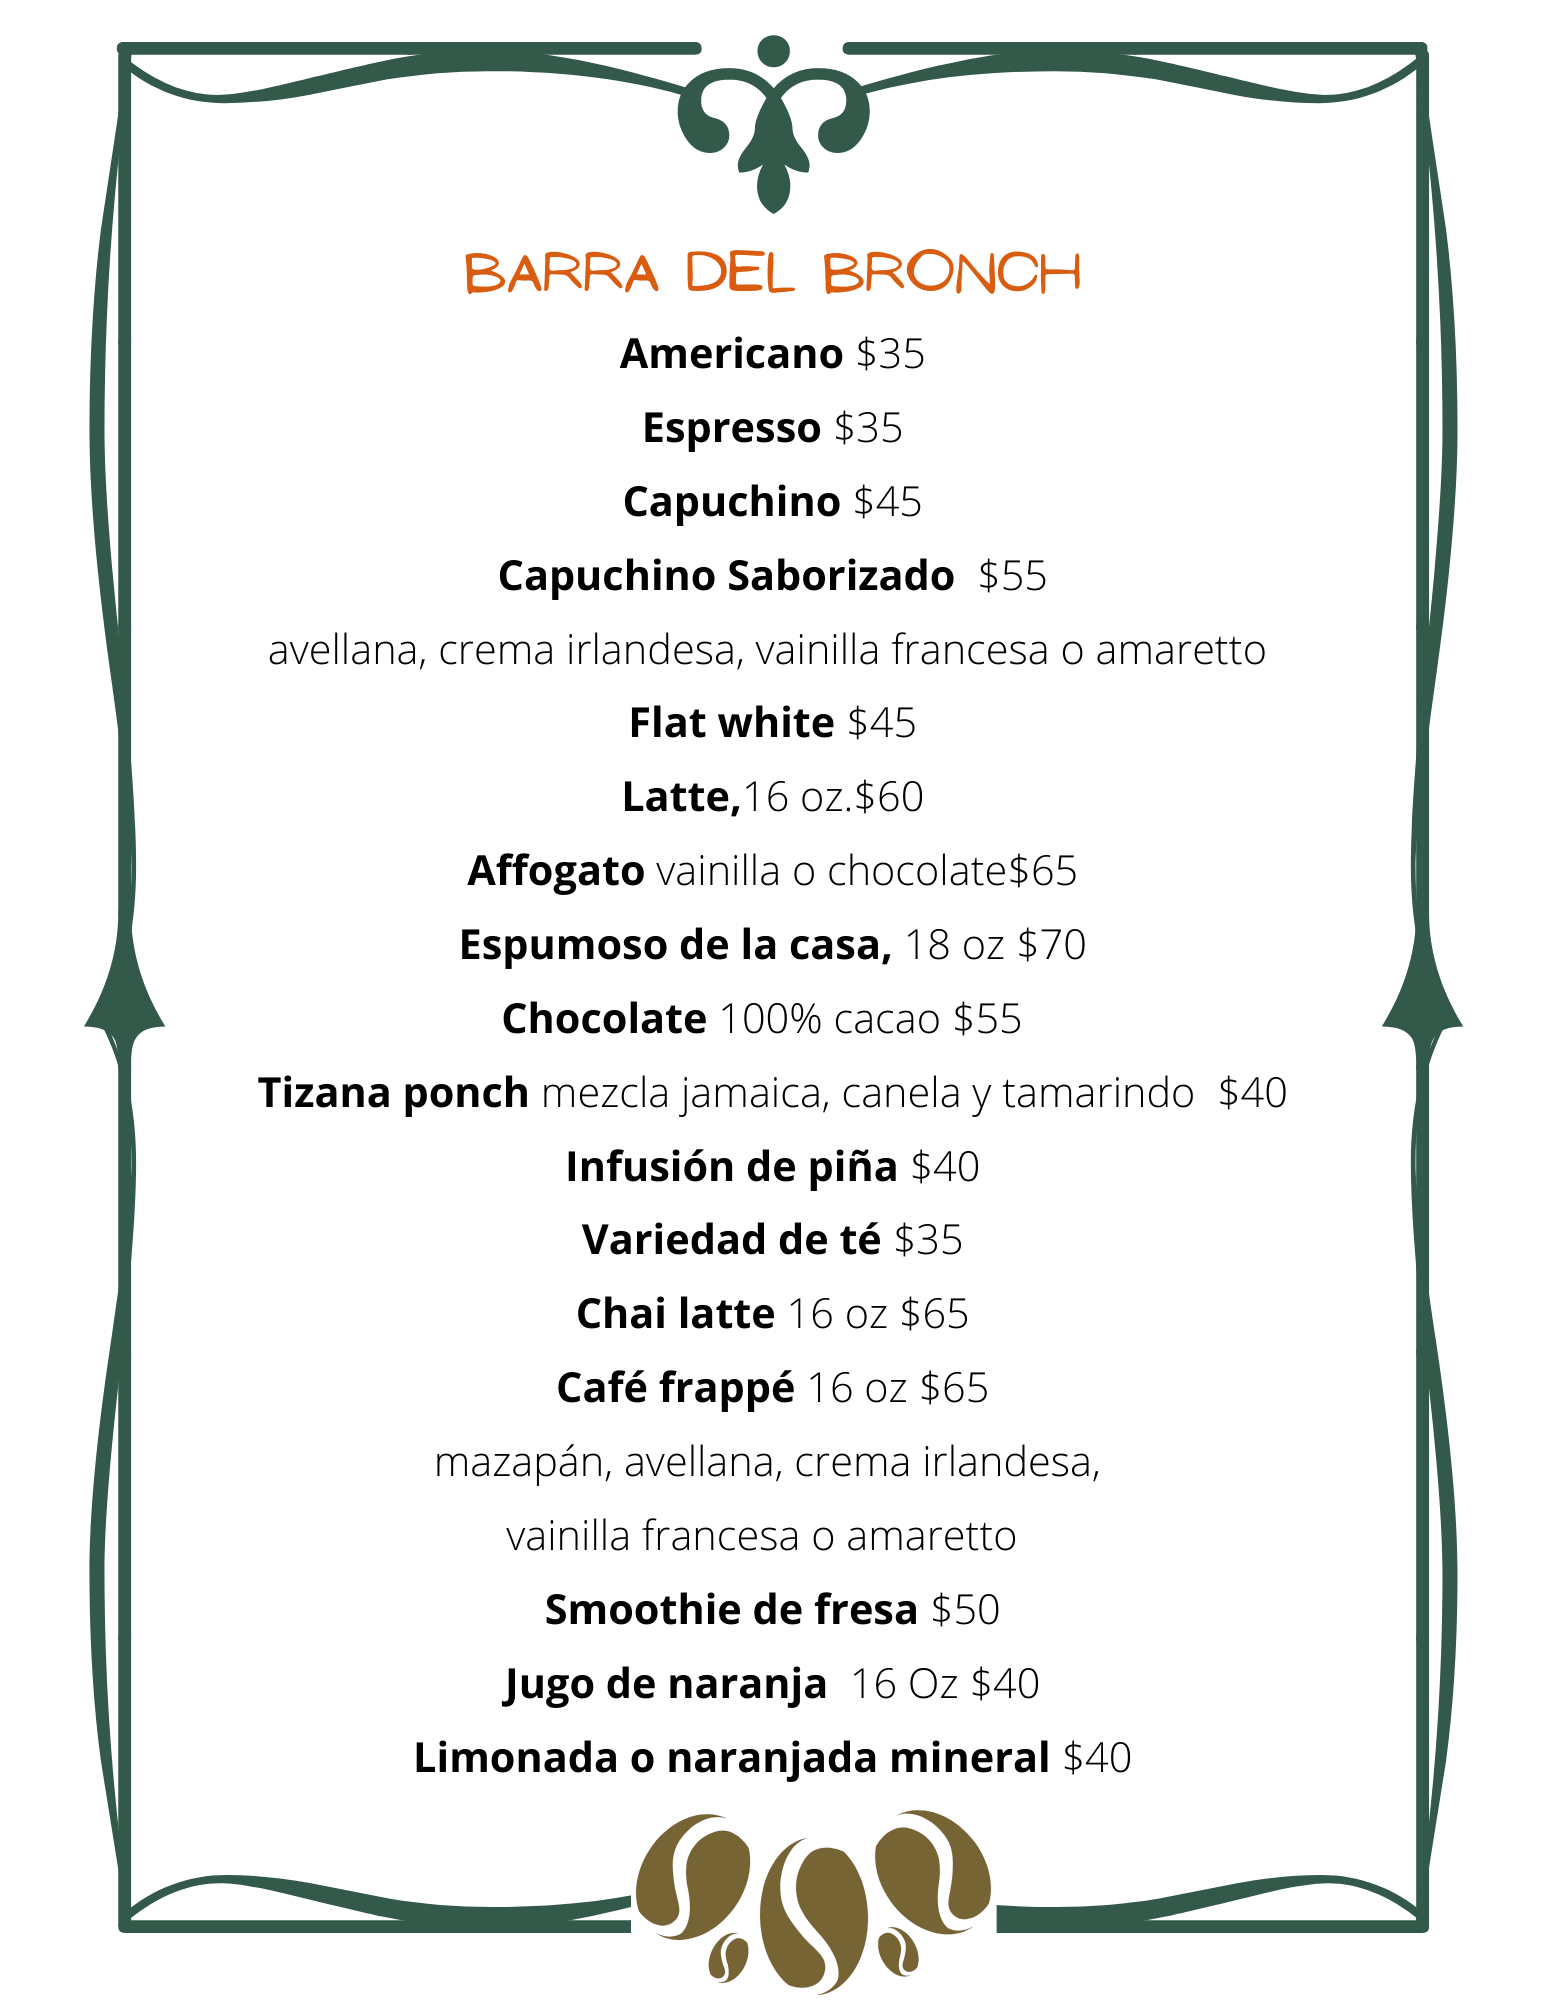 BARRA DEL BRONCH
Americano $35
Espresso $35
Capuchino $45
Capuchino Saborizado  $55
avellana, crema irlandesa, vainilla francesa o amaretto
Flat white $45
Latte,16 oz.$60
Affogato vainilla o chocolate$65
Espumoso de la casa, 18 oz $70
Chocolate 100% cacao $55
Tizana ponch mezcla jamaica, canela y tamarindo  $40
Infusión de piña $40
Variedad de té $35
Chai latte 16 oz $65
Café frappé 16 oz $65
mazapán, avellana, crema irlandesa,
vainilla francesa o amaretto
Smoothie de fresa $50
Jugo de naranja  16 Oz $40
Limonada o naranjada mineral $40